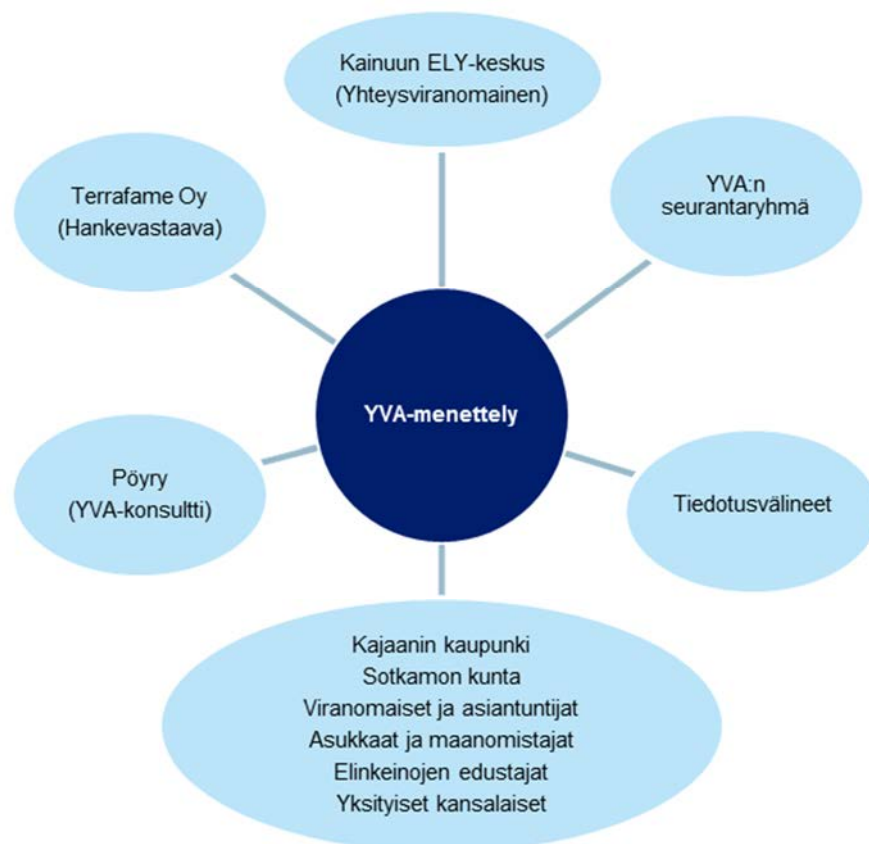 Kainuun ELY-keskus
(Yhteysviranomainen)
Terrafame Oy
(Hankevastaava)
YVA:n
seurantaryhmä
YVA-menettely
Pöyry
(YVA-konsultti)
Tiedotusvälineet
Kajaanin kaupunki
Sotkamon kunta
Viranomaiset ja asiantuntijat
Asukkaat ja maanomistajat
Elinkeinojen edustajat
Yksityiset kansalaiset